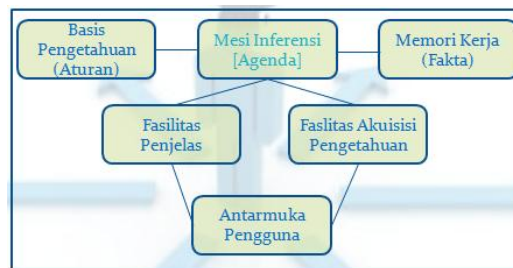 Basis
Pengetahuan
(Aturan)
Mesi Inferensi
[Agenda]
Memori Kerja
(Fakta)
Fasilitas
Penjelas
Faslitas Akuisisi
Pengetahuan
Antarmuka
Pengguna